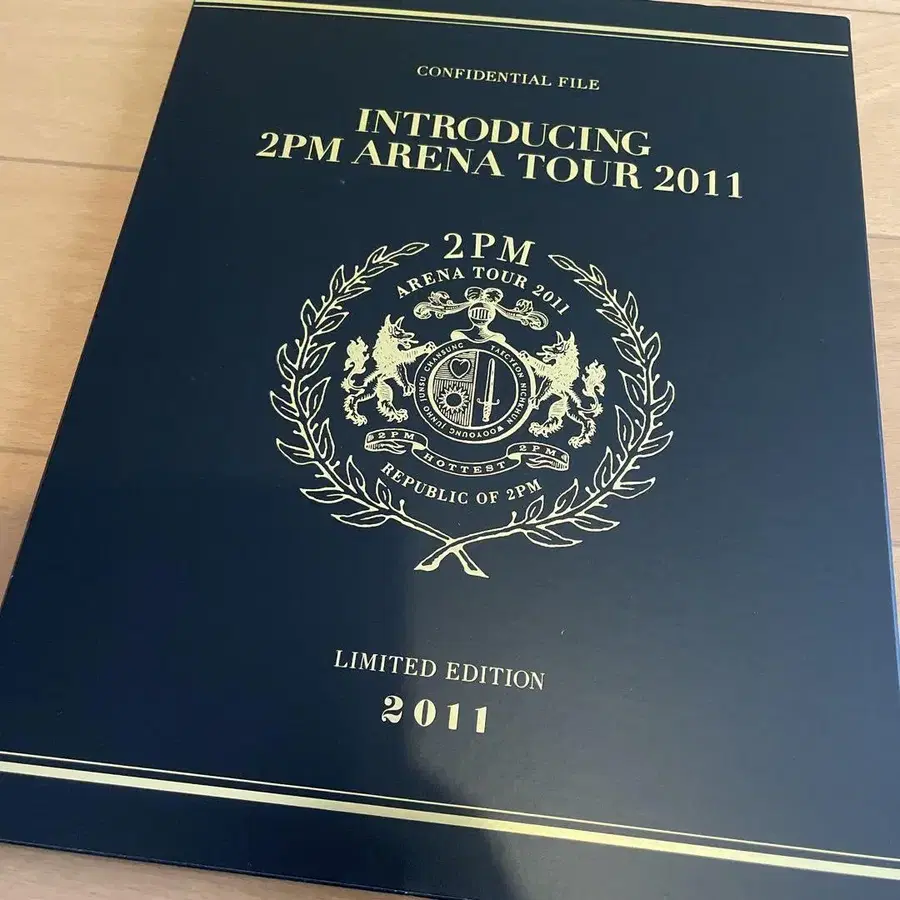 CONFIDENTIAL FILE
INTRODUCING
2PM ARENA TOUR 2011
2PM
ARENA TOUR 2011
JUNHO JUNSU CHANSUNG TAECYEON NICHKHUN WOOYOUNG
2PM HOTTEST 2PM
REPUBLIC OF 2PM
LIMITED EDITION
2011